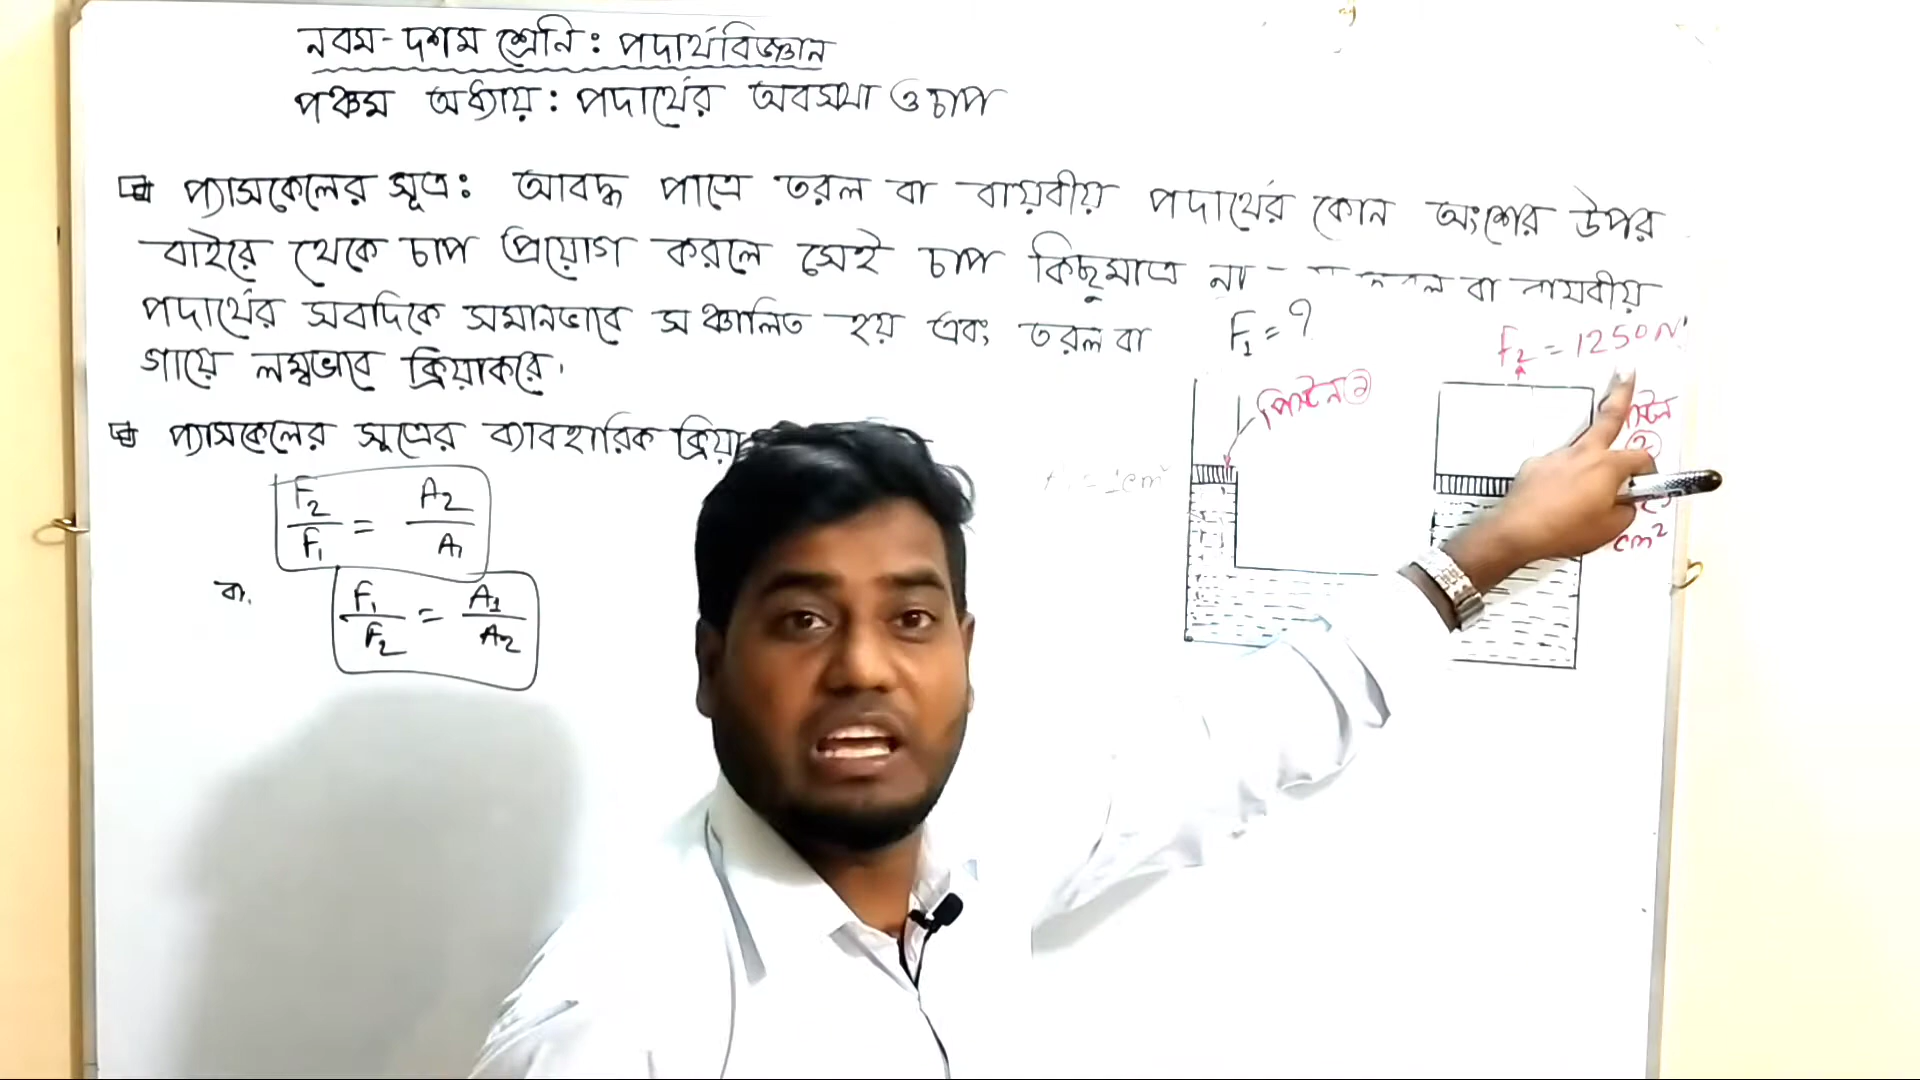 নবম-দশম শ্রেনি: পদার্থবিজ্ঞান
পঞ্চম অধ্যায়: পদার্থের অবস্থা ও চাপ
প্যাসকেলের সূত্র: আবদ্ধ পাত্রে তরল বা বায়বীয় পদার্থের কোন অংশের উপর
বাইরে থেকে চাপ প্রয়োগ করলে সেই চাপ কিছুমাত্র না বা বায়বীয়
পদার্থের সবদিকে সমানভাবে সঞ্চালিত হয় এবং তরল বা
গায়ে লম্বভাবে ক্রিয়াকরে।
প্যাসকেলের সূত্রের ব্যাবহারিক ক্রিয়া
F₂/F₁ = A₂/A₁
বা, F₁/F₂ = A₁/A₂
F₁ = ?
F₂ = 1250N
পিস্টন ①
= 1cm²
②
cm²